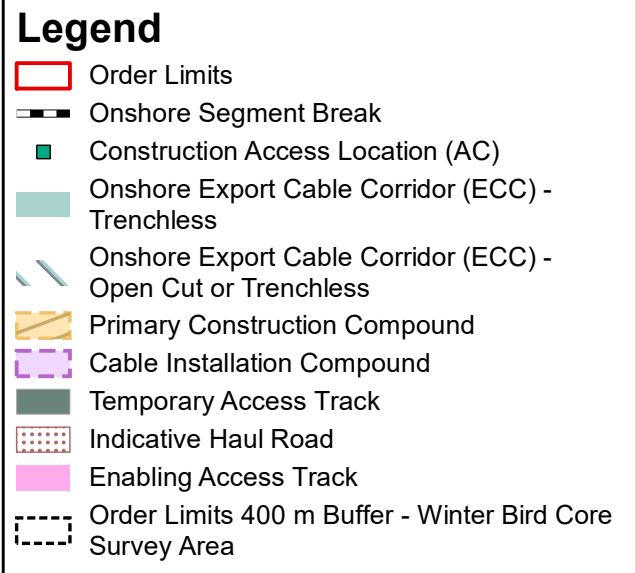 Legend
Order Limits
Onshore Segment Break
Construction Access Location (AC)
Onshore Export Cable Corridor (ECC) -
Trenchless
Onshore Export Cable Corridor (ECC) -
Open Cut or Trenchless
Primary Construction Compound
Cable Installation Compound
Temporary Access Track
Indicative Haul Road
Enabling Access Track
Order Limits 400 m Buffer - Winter Bird Core
Survey Area